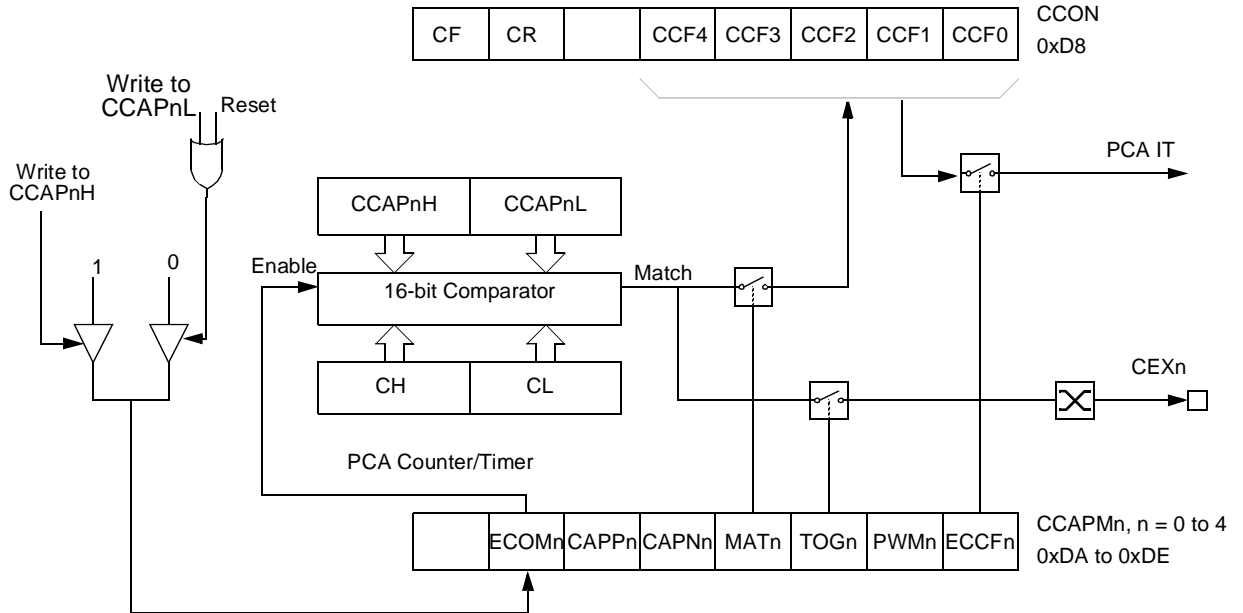 CF CR CCF4 CCF3 CCF2 CCF1 CCF0
CCON
0xD8
Write to
CCAPnL
Reset
PCA IT
Write to
CCAPnH
CCAPnH CCAPnL
1
0
Enable
16-bit Comparator
Match
CH CL
CEXn
PCA Counter/Timer
ECOMn CAPPn CAPNn MATn TOGn PWMn ECCFn
CCAPMn, n = 0 to 4
0xDA to 0xDE